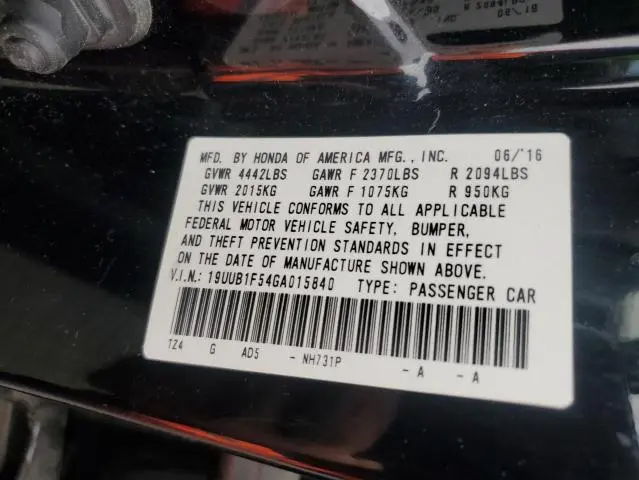 MFD. BY HONDA OF AMERICA MFG., INC. 06/'16
GVWR 4442LBS GAWR F 2370LBS R 2094LBS
GVWR 2015KG GAWR F 1075KG R 950KG
THIS VEHICLE CONFORMS TO ALL APPLICABLE
FEDERAL MOTOR VEHICLE SAFETY, BUMPER,
AND THEFT PREVENTION STANDARDS IN EFFECT
ON THE DATE OF MANUFACTURE SHOWN ABOVE.
V.I.N.: 19UUB1F54GA015840 TYPE: PASSENGER CAR
TZ4 G AD5 - NH731P - A - A